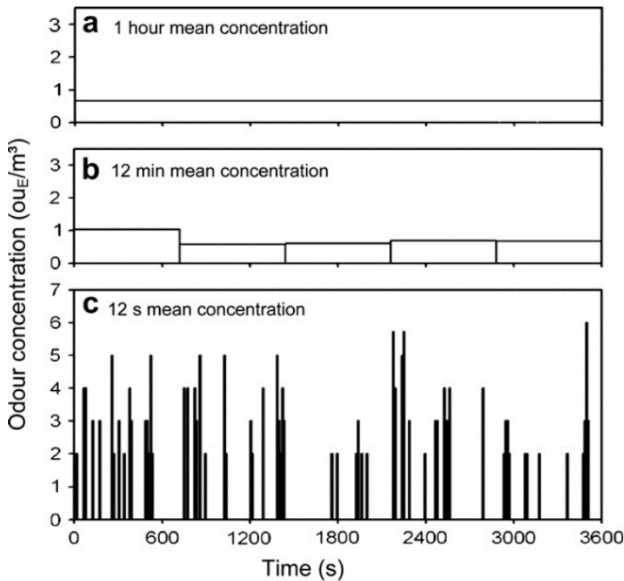 a 1 hour mean concentration
3
2
1
0
b 12 min mean concentration
3
2
1
0
Odour concentration (ouE/m³)
c 12 s mean concentration
7
6
5
4
3
2
1
0
0 600 1200 1800 2400 3000 3600
Time (s)